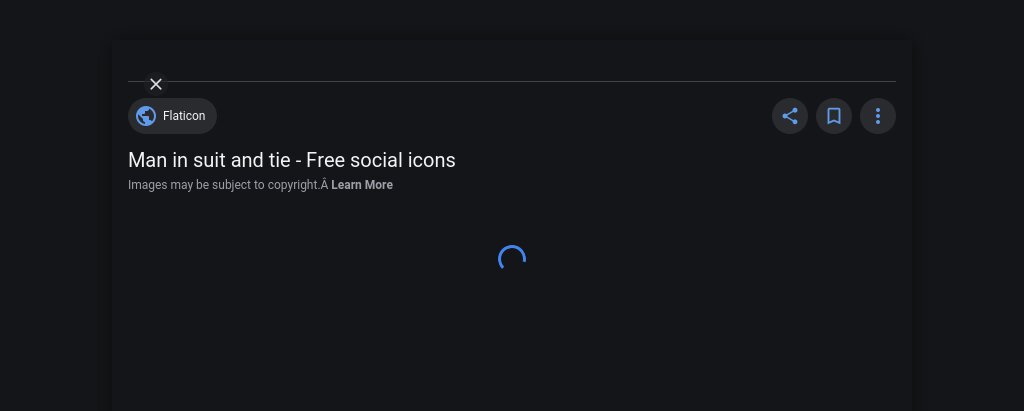 Flaticon
Man in suit and tie - Free social icons
Images may be subject to copyright.Â Learn More